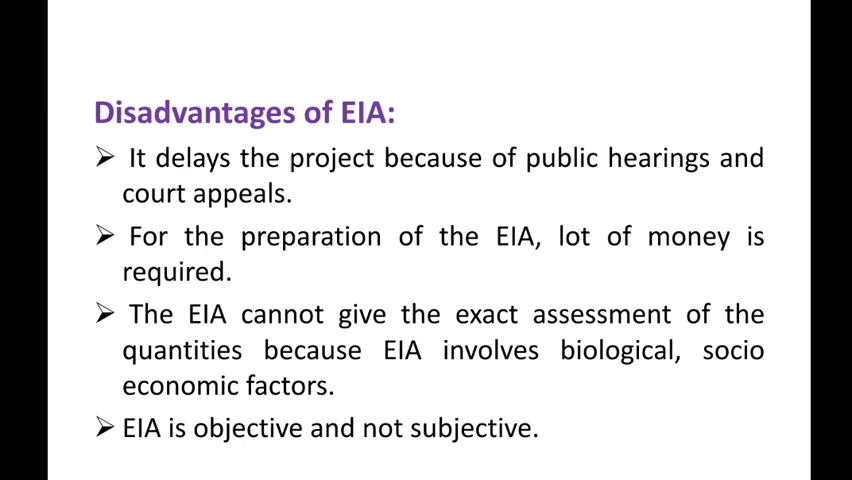 Disadvantages of EIA:
➢ It delays the project because of public hearings and
court appeals.
➢ For the preparation of the EIA, lot of money is
required.
➢ The EIA cannot give the exact assessment of the
quantities because EIA involves biological, socio
economic factors.
➢ EIA is objective and not subjective.